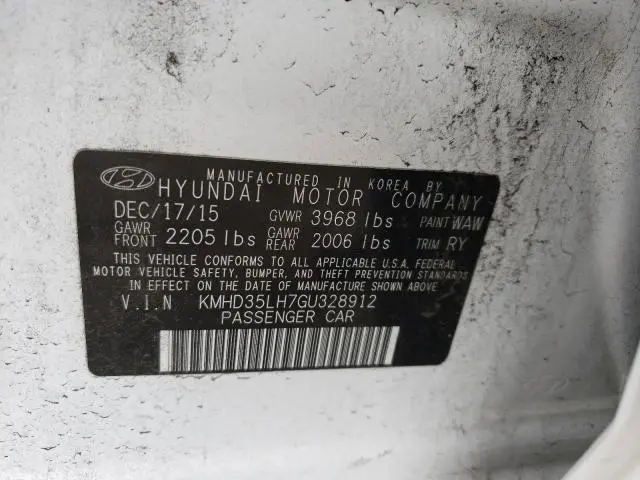 MANUFACTURED IN KOREA BY
HYUNDAI MOTOR COMPANY
DEC/17/15 GVWR 3968 lbs PAINT WAW
GAWR FRONT 2205 lbs GAWR REAR 2006 lbs TRIM RY
THIS VEHICLE CONFORMS TO ALL APPLICABLE U.S.A. FEDERAL
MOTOR VEHICLE SAFETY, BUMPER, AND THEFT PREVENTION STANDARDS
IN EFFECT ON THE DATE OF MANUFACTURE SHOWN ABOVE
V.I.N KMHD35LH7GU328912
PASSENGER CAR